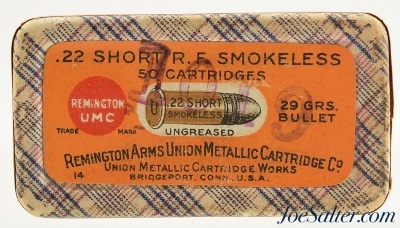 .22 SHORT R.F. SMOKELESS
50 CARTRIDGES
REMINGTON
UMC
TRADE MARK
U
.22 SHORT
SMOKELESS
UNGREASED
29 GRS.
BULLET
REMINGTON ARMS UNION METALLIC CARTRIDGE CO
UNION METALLIC CARTRIDGE WORKS
14
BRIDGEPORT, CONN., U.S.A.
JoeSalter.com